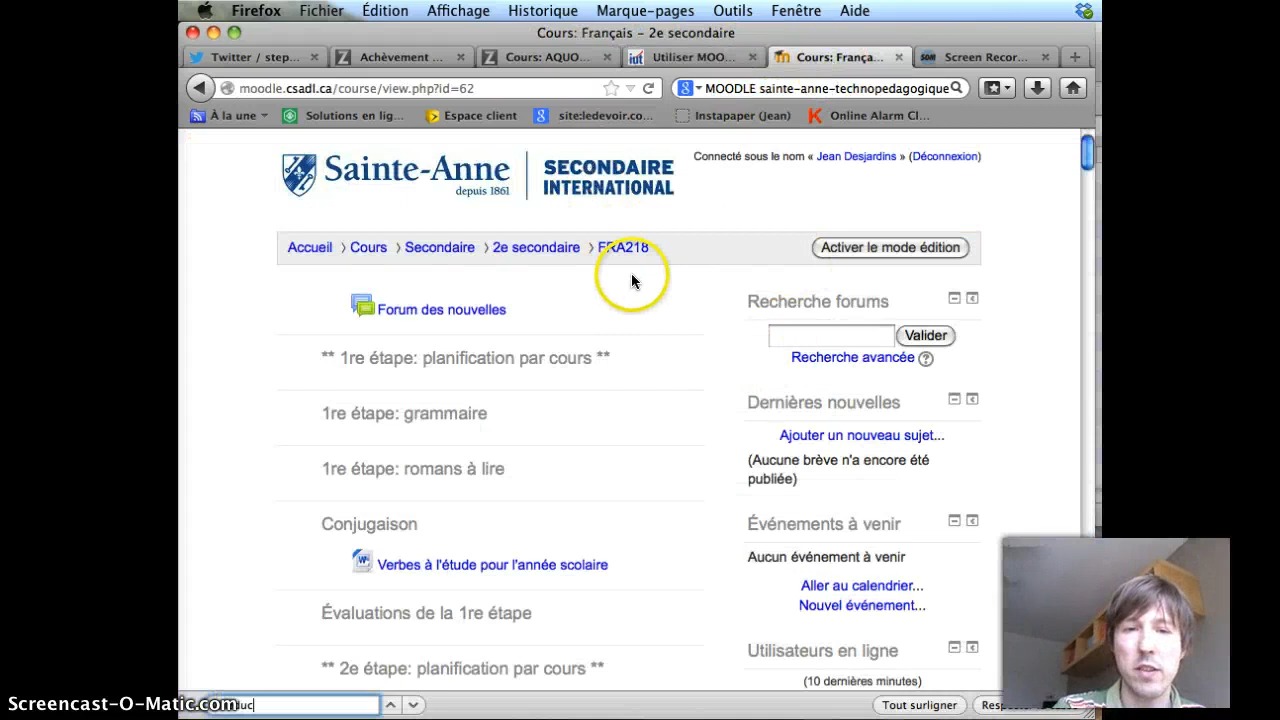 Firefox Fichier Édition Affichage Historique Marque-pages Outils Fenêtre Aide
Cours: Français - 2e secondaire
Twitter / step... Achèvement ... Cours: AQUO... iut Utiliser MOO... Cours: França... SOM Screen Recor...
moodle.csadl.ca/course/view.php?id=62 MOODLE sainte-anne-technopedagogique
À la une Solutions en lig... Espace client site:ledevoir.co... Instapaper (Jean) Online Alarm Cl...
Sainte-Anne
depuis 1861
SECONDAIRE
INTERNATIONAL
Connecté sous le nom « Jean Desjardins » (Déconnexion)
Accueil Cours Secondaire 2e secondaire FRA218 Activer le mode édition
Forum des nouvelles
** 1re étape: planification par cours **
1re étape: grammaire
1re étape: romans à lire
Conjugaison
Verbes à l'étude pour l'année scolaire
Évaluations de la 1re étape
** 2e étape: planification par cours **
Recherche forums
Valider
Recherche avancée
Dernières nouvelles
Ajouter un nouveau sujet...
(Aucune brève n'a encore été
publiée)
Événements à venir
Aucun événement à venir
Aller au calendrier...
Nouvel événement...
Utilisateurs en ligne
(10 dernières minutes)
Tout surligner
Screencast-O-Matic.com